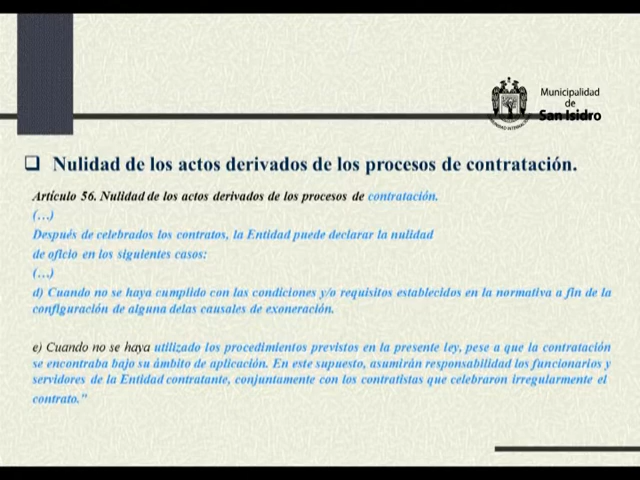 Municipalidad
de
San Isidro
Nulidad de los actos derivados de los procesos de contratación.
Artículo 56. Nulidad de los actos derivados de los procesos de contratación.
(…)
Después de celebrados los contratos, la Entidad puede declarar la nulidad
de oficio en los siguientes casos:
(…)
d) Cuando no se haya cumplido con las condiciones y/o requisitos establecidos en la normativa a fin de la
configuración de alguna delas causales de exoneración.
e) Cuando no se haya utilizado los procedimientos previstos en la presente ley, pese a que la contratación
se encontraba bajo su ámbito de aplicación. En este supuesto, asumirán responsabilidad los funcionarios y
servidores de la Entidad contratante, conjuntamente con los contratistas que celebraron irregularmente el
contrato."